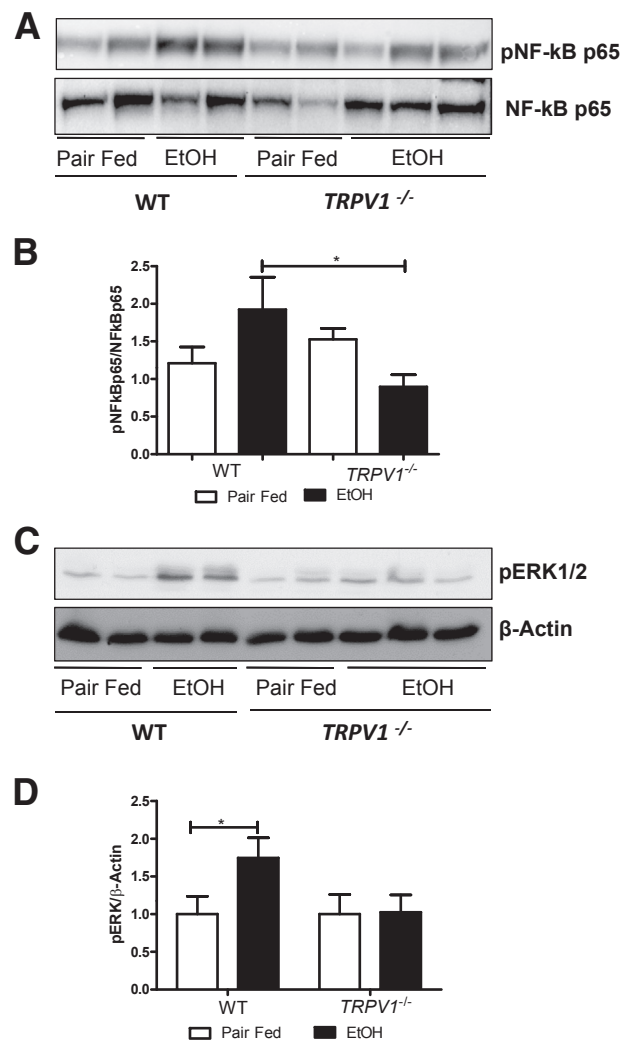 A
pNF-kB p65
NF-kB p65
Pair Fed EtOH Pair Fed EtOH
WT TRPV1 -/-
B
pNFkBp65/NFkBp65
2.5
2.0
1.5
1.0
0.5
0.0
*
WT TRPV1-/-
Pair Fed EtOH
C
pERK1/2
β-Actin
Pair Fed EtOH Pair Fed EtOH
WT TRPV1 -/-
D
pERK/β-Actin
2.5
2.0
1.5
1.0
0.5
0.0
*
WT TRPV1-/-
Pair Fed EtOH